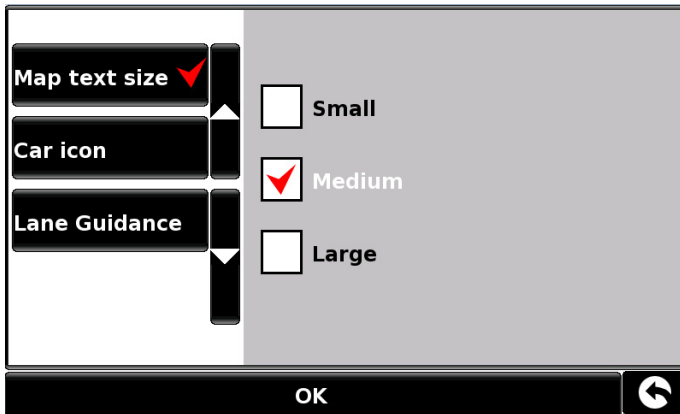 Map text size
Car icon
Lane Guidance
Small
Medium
Large
OK